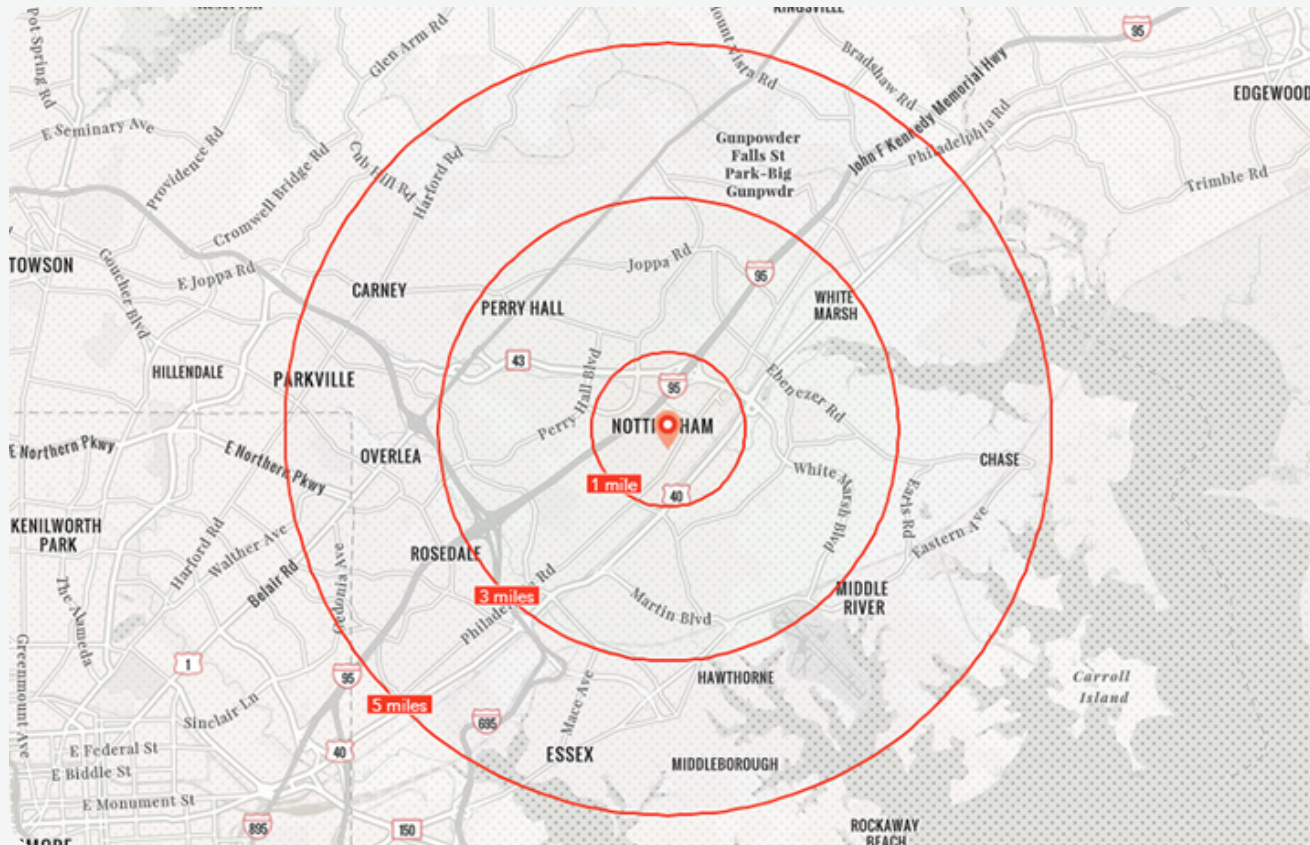 KINGSVILLE
95
Pot Spring Rd
Glen Arm Rd
Mount Vista Rd
Bradshaw Rd
John F Kennedy Memorial Hwy
EDGEWOOD
E Seminary Ave
Providence Rd
Cromwell Bridge Rd
Cub Hill Rd
Harford Rd
Gunpowder
Falls St
Park-Big
Gunpwdr
Philadelphia Rd
Trimble Rd
TOWSON
Goucher Blvd
E Joppa Rd
CARNEY
Joppa Rd
95
PERRY HALL
WHITE
MARSH
HILLENDALE
PARKVILLE
43
Perry Hall Blvd
95
Ebenezer Rd
NOTTI HAM
E Northern Pkwy
E Northern Pkwy
OVERLEA
CHASE
1 mile
40
White Marsh Blvd
Earls Rd
Eastern Ave
KENILWORTH
PARK
Harford Rd
Walther Ave
Belair Rd
ROSEDALE
The Alameda
3 miles
Martin Blvd
MIDDLE
RIVER
Greenmount Ave
1
95
HAWTHORNE
Carroll
Island
Sinclair Ln
5 miles
Mace Ave
695
E Federal St
40
ESSEX
MIDDLEBOROUGH
E Biddle St
E Monument St
895
150
ROCKAWAY
BEACH